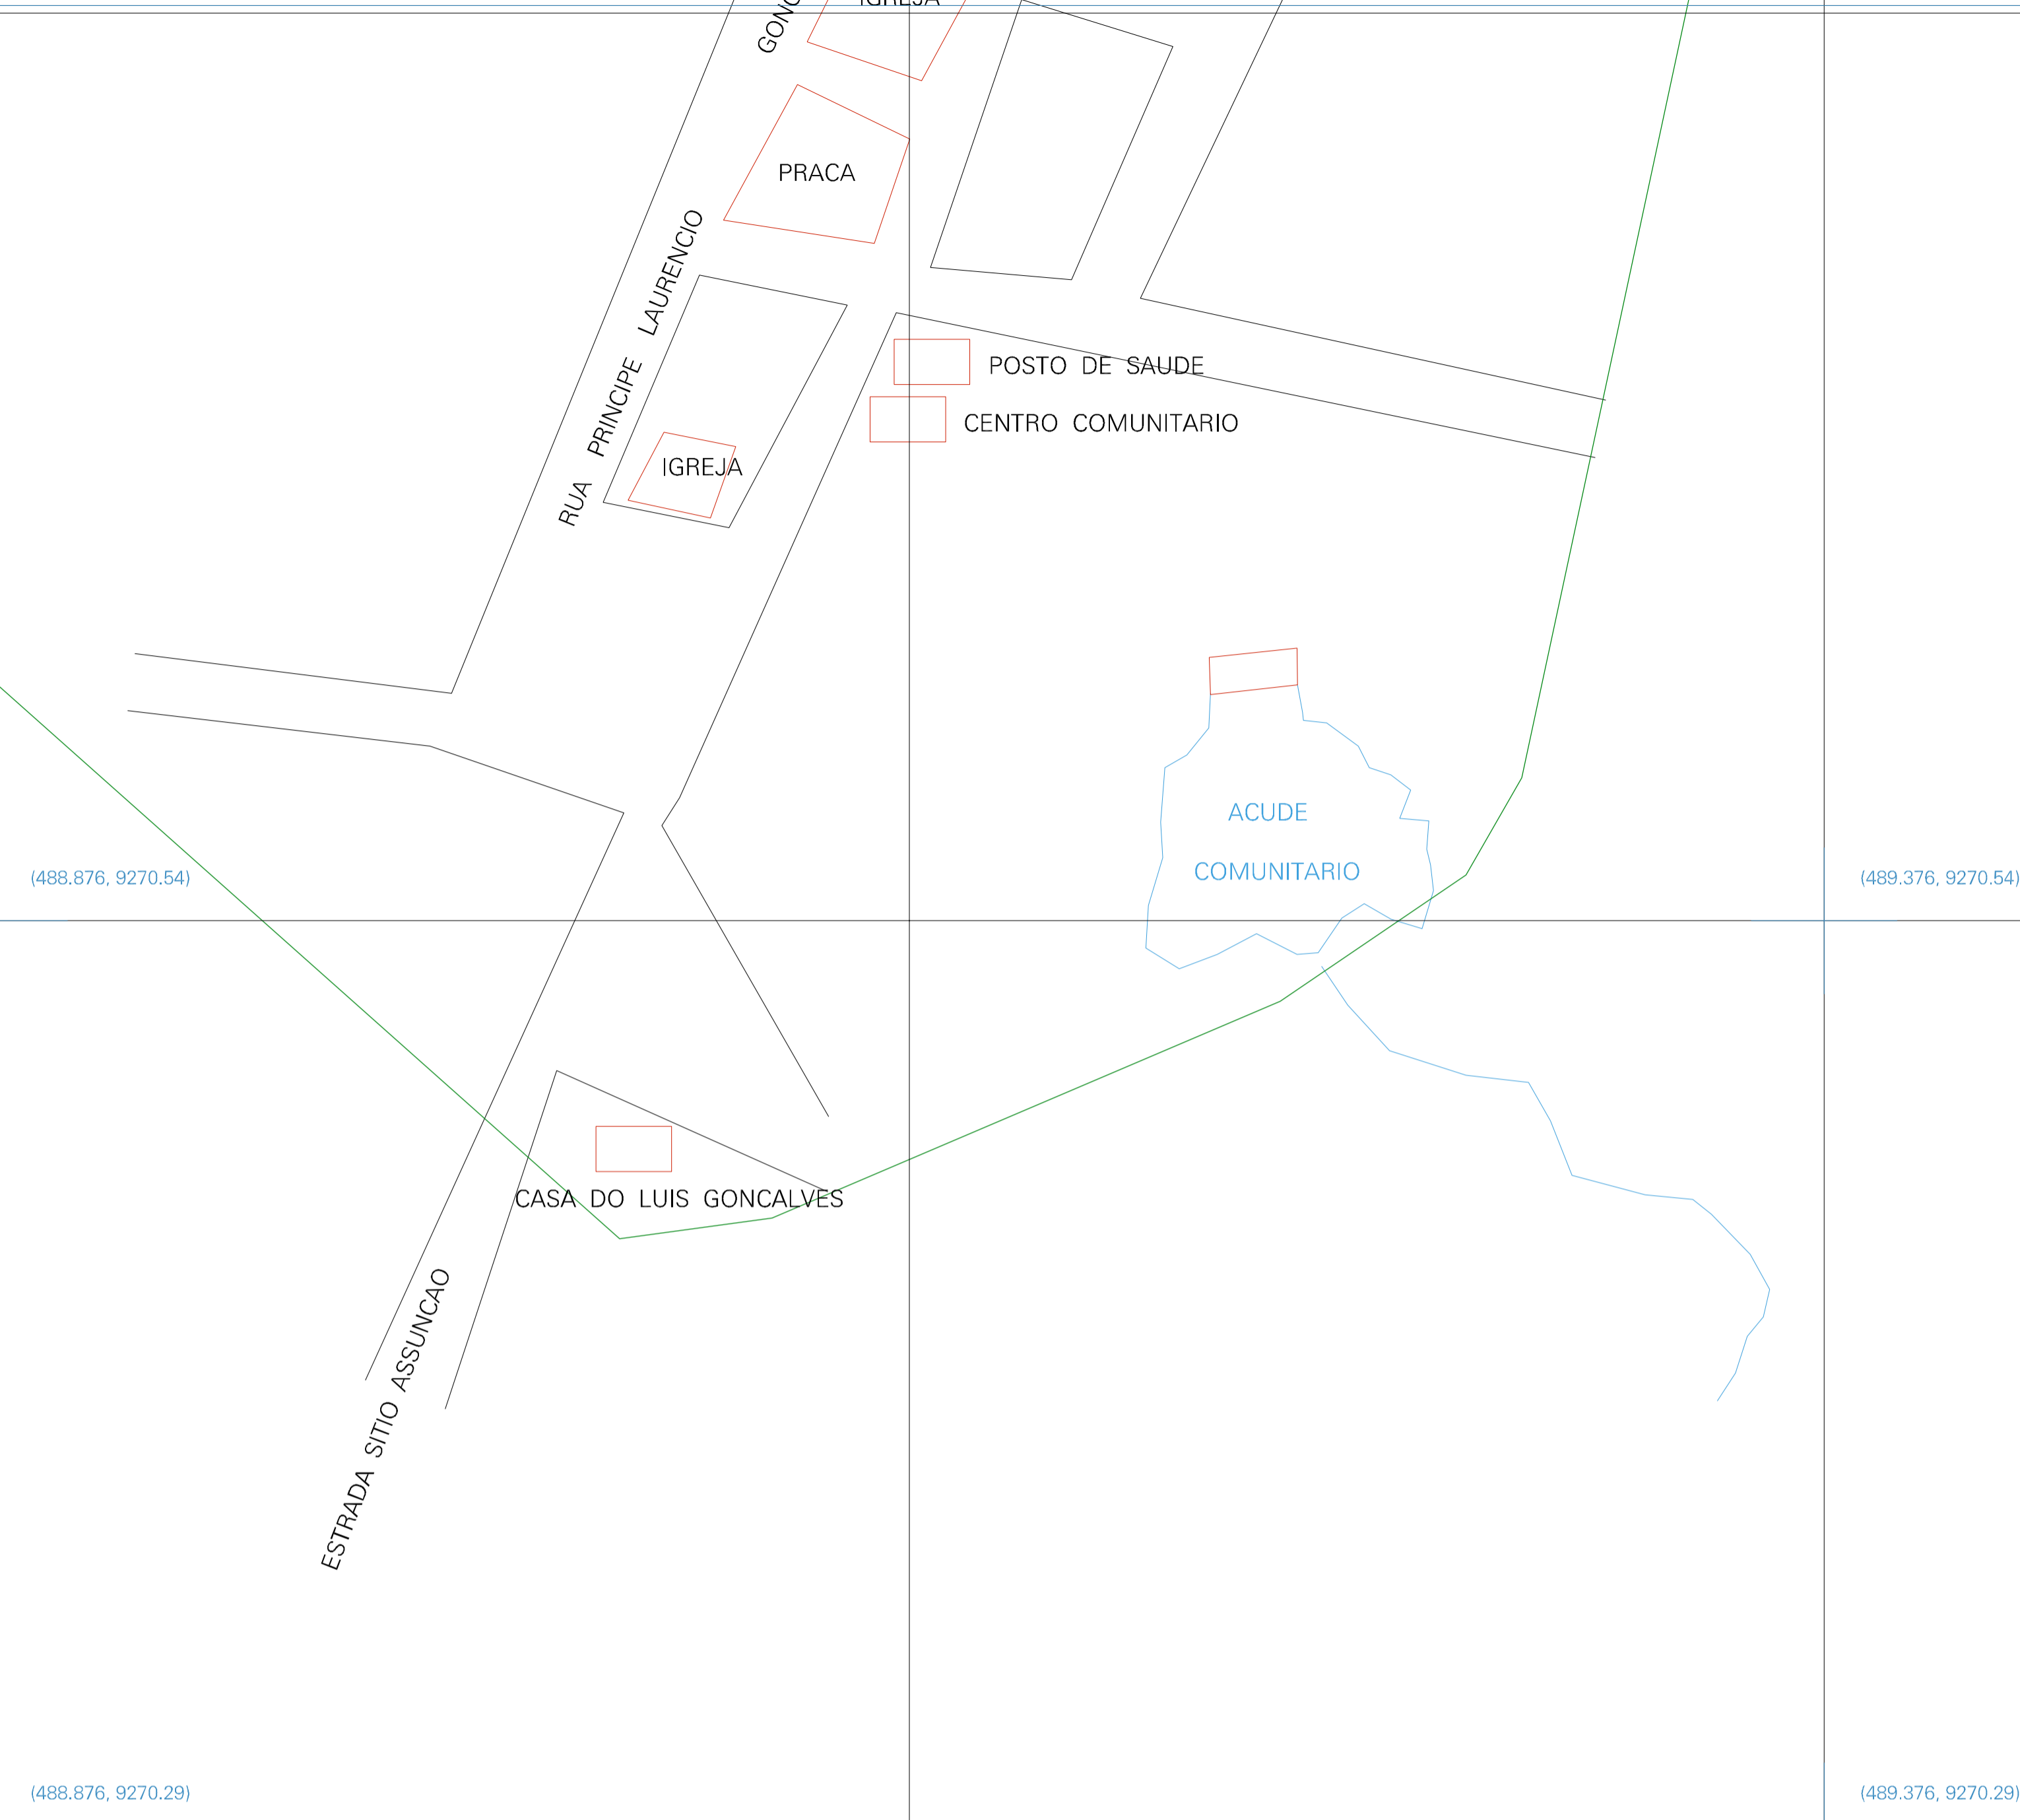 IGREJA
PRACA
RUA PRINCIPE LAURENCIO
POSTO DE SAUDE
CENTRO COMUNITARIO
IGREJA
ACUDE
COMUNITARIO
(488.876, 9270.54)
(489.376, 9270.54)
CASA DO LUIS GONCALVES
ESTRADA SITIO ASSUNCAO
(488.876, 9270.29)
(489.376, 9270.29)